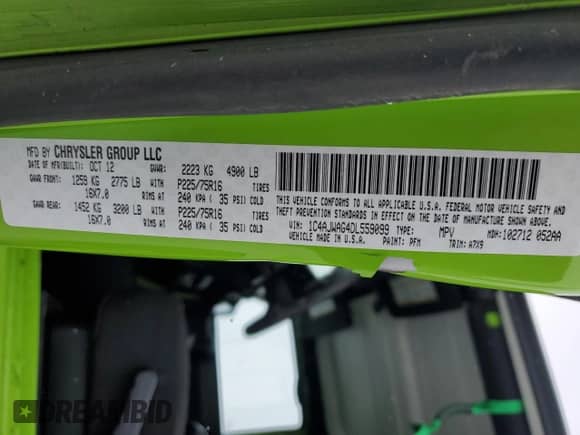 MFD BY CHRYSLER GROUP LLC
DATE OF MFR(BUILT): OCT 12 GVWR: 2223 KG 4900 LB
GAWR FRONT: 1259 KG 2775 LB WITH P225/75R16 TIRES
16X7.0 RIMS AT 240 KPA ( 35 PSI) COLD
GAWR REAR: 1452 KG 3200 LB WITH P225/75R16 TIRES
16X7.0 RIMS AT 240 KPA ( 35 PSI) COLD
THIS VEHICLE CONFORMS TO ALL APPLICABLE U.S.A. FEDERAL MOTOR VEHICLE SAFETY AND
THEFT PREVENTION STANDARDS IN EFFECT ON THE DATE OF MANUFACTURE SHOWN ABOVE.
VIN: 1C4AJWAG4DL559099 TYPE: MPV MDH:102712 052AA
VEHICLE MADE IN U.S.A. PAINT: PFM TRIM: A7X9
DREAMBID